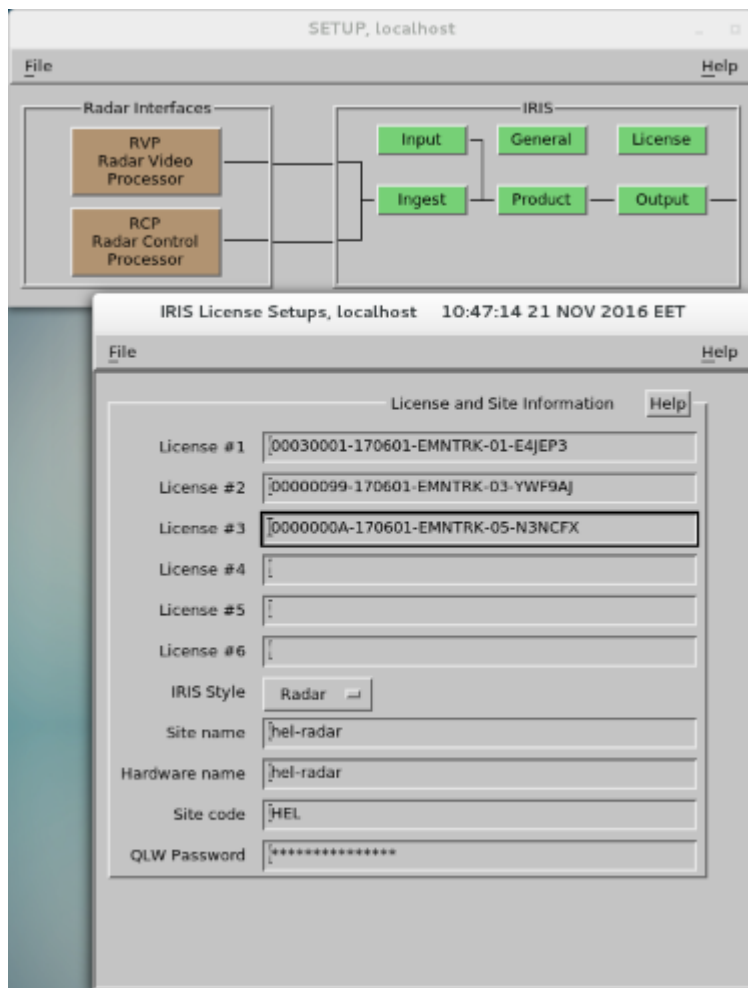 SETUP, localhost
File Help
Radar Interfaces IRIS
RVP
Radar Video
Processor
Input General License
Ingest Product Output
RCP
Radar Control
Processor
IRIS License Setups, localhost 10:47:14 21 NOV 2016 EET
File Help
License and Site Information Help
License #1 00030001-170601-EMNTRK-01-E4JEP3
License #2 00000099-170601-EMNTRK-03-YWF9AJ
License #3 0000000A-170601-EMNTRK-05-N3NCFX
License #4
License #5
License #6
IRIS Style Radar
Site name hel-radar
Hardware name hel-radar
Site code HEL
QLW Password ***************